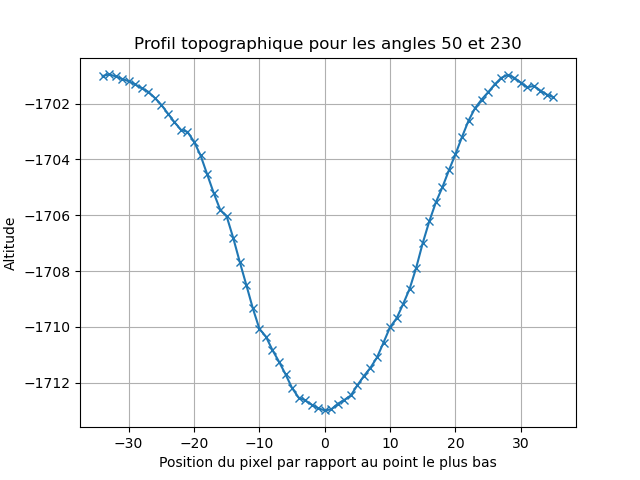 Profil topographique pour les angles 50 et 230
Altitude
−1702
−1704
−1706
−1708
−1710
−1712
−30 −20 −10 0 10 20 30
Position du pixel par rapport au point le plus bas